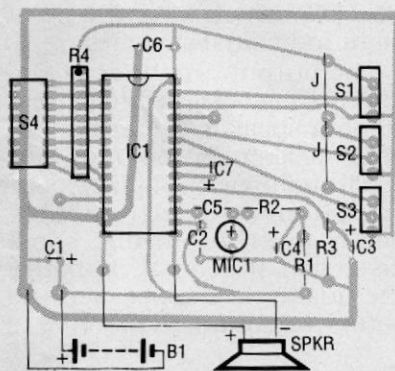 R4
-C6-
J
S1
S4
IC1
J
S2
IC7
+
S3
C5
-R2-
C2
+
IC4
R3
+
IC3
C1
-+
MIC1
R1
+
B1
+
-
SPKR